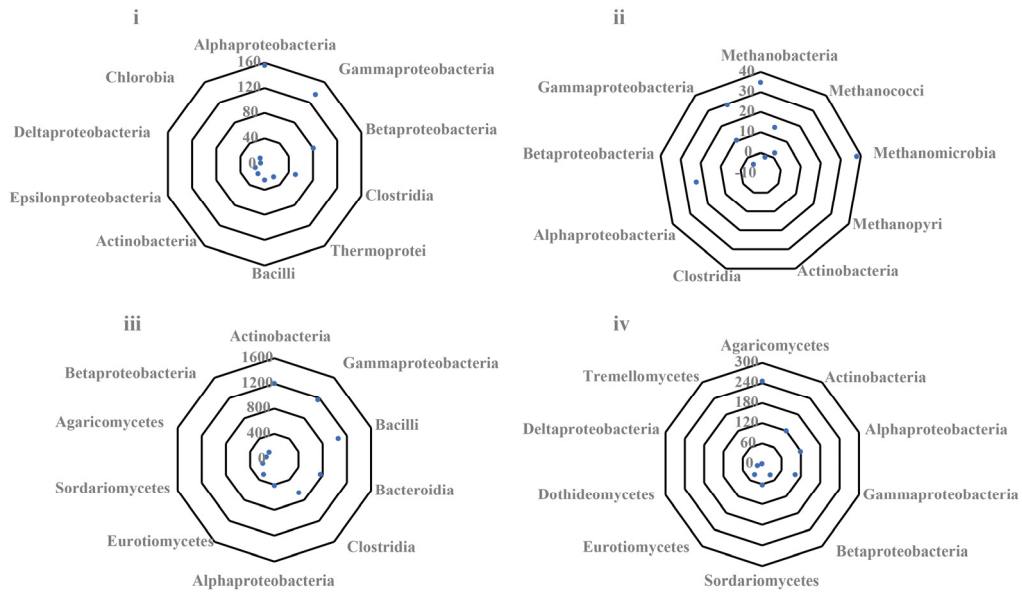 i
Alphaproteobacteria
160
Gammaproteobacteria
Chlorobia
120
80
Deltaproteobacteria
Betaproteobacteria
40
0
Epsilonproteobacteria
Clostridia
Actinobacteria
Thermoprotei
Bacilli
ii
Methanobacteria
40
Gammaproteobacteria
30
Methanococci
20
10
Betaproteobacteria
0
Methanomicrobia
-10
Alphaproteobacteria
Methanopyri
Clostridia
Actinobacteria
iii
Actinobacteria
1600
Gammaproteobacteria
Betaproteobacteria
1200
800
Agaricomycetes
Bacilli
400
0
Sordariomycetes
Bacteroidia
Eurotiomycetes
Clostridia
Alphaproteobacteria
iv
Agaricomycetes
300
Tremellomycetes
Actinobacteria
240
180
Deltaproteobacteria
Alphaproteobacteria
120
60
0
Dothideomycetes
Gammaproteobacteria
Eurotiomycetes
Betaproteobacteria
Sordariomycetes